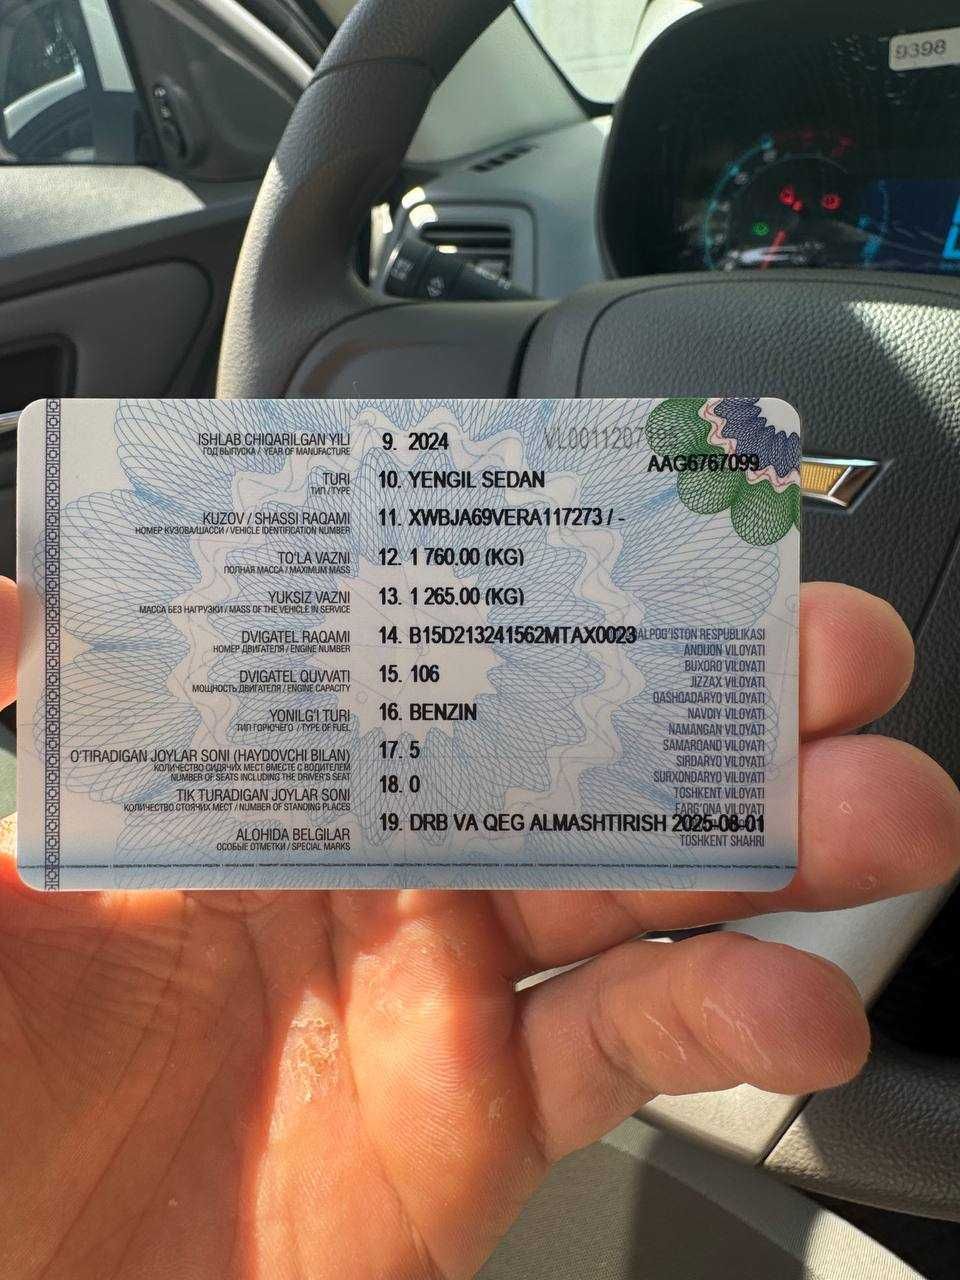 9398
VL0011207
AAG6767099
ISHLAB CHIQARILGAN YILI 9. 2024
ГОД ВЫПУСКА / YEAR OF MANUFACTURE
TURI 10. YENGIL SEDAN
ТИП / TYPE
KUZOV / SHASSI RAQAMI 11. XWBJA69VERA117273 / -
НОМЕР КУЗОВА/ШАССИ / VEHICLE IDENTIFICATION NUMBER
TO'LA VAZNI 12. 1 760.00 (KG)
ПОЛНАЯ МАССА / MAXIMUM MASS
YUKSIZ VAZNI 13. 1 265.00 (KG)
МАССА БЕЗ НАГРУЗКИ / MASS OF THE VEHICLE IN SERVICE
DVIGATEL RAQAMI 14. B15D213241562MTAX0023
НОМЕР ДВИГАТЕЛЯ / ENGINE NUMBER
DVIGATEL QUVVATI 15. 106
МОЩНОСТЬ ДВИГАТЕЛЯ / ENGINE CAPACITY
YONILG'I TURI 16. BENZIN
ТИП ГОРЮЧЕГО / TYPE OF FUEL
O'TIRADIGAN JOYLAR SONI (HAYDOVCHI BILAN) 17. 5
КОЛИЧЕСТВО СИДЯЧИХ МЕСТ ВМЕСТЕ С ВОДИТЕЛЕМ
NUMBER OF SEATS INCLUDING THE DRIVER'S SEAT
TIK TURADIGAN JOYLAR SONI 18. 0
КОЛИЧЕСТВО СТОЯЧИХ МЕСТ / NUMBER OF STANDING PLACES
ALOHIDA BELGILAR 19. DRB VA QEG ALMASHTIRISH 2025-08-01
ОСОБЫЕ ОТМЕТКИ / SPECIAL MARKS
RESPUBLIKASI
ANDIJON VILOYATI
BUXORO VILOYATI
JIZZAX VILOYATI
QASHQADARYO VILOYATI
NAVOIY VILOYATI
NAMANGAN VILOYATI
SAMARQAND VILOYATI
SIRDARYO VILOYATI
SURXONDARYO VILOYATI
TOSHKENT VILOYATI
FARG'ONA VILOYATI
TOSHKENT SHAHRI